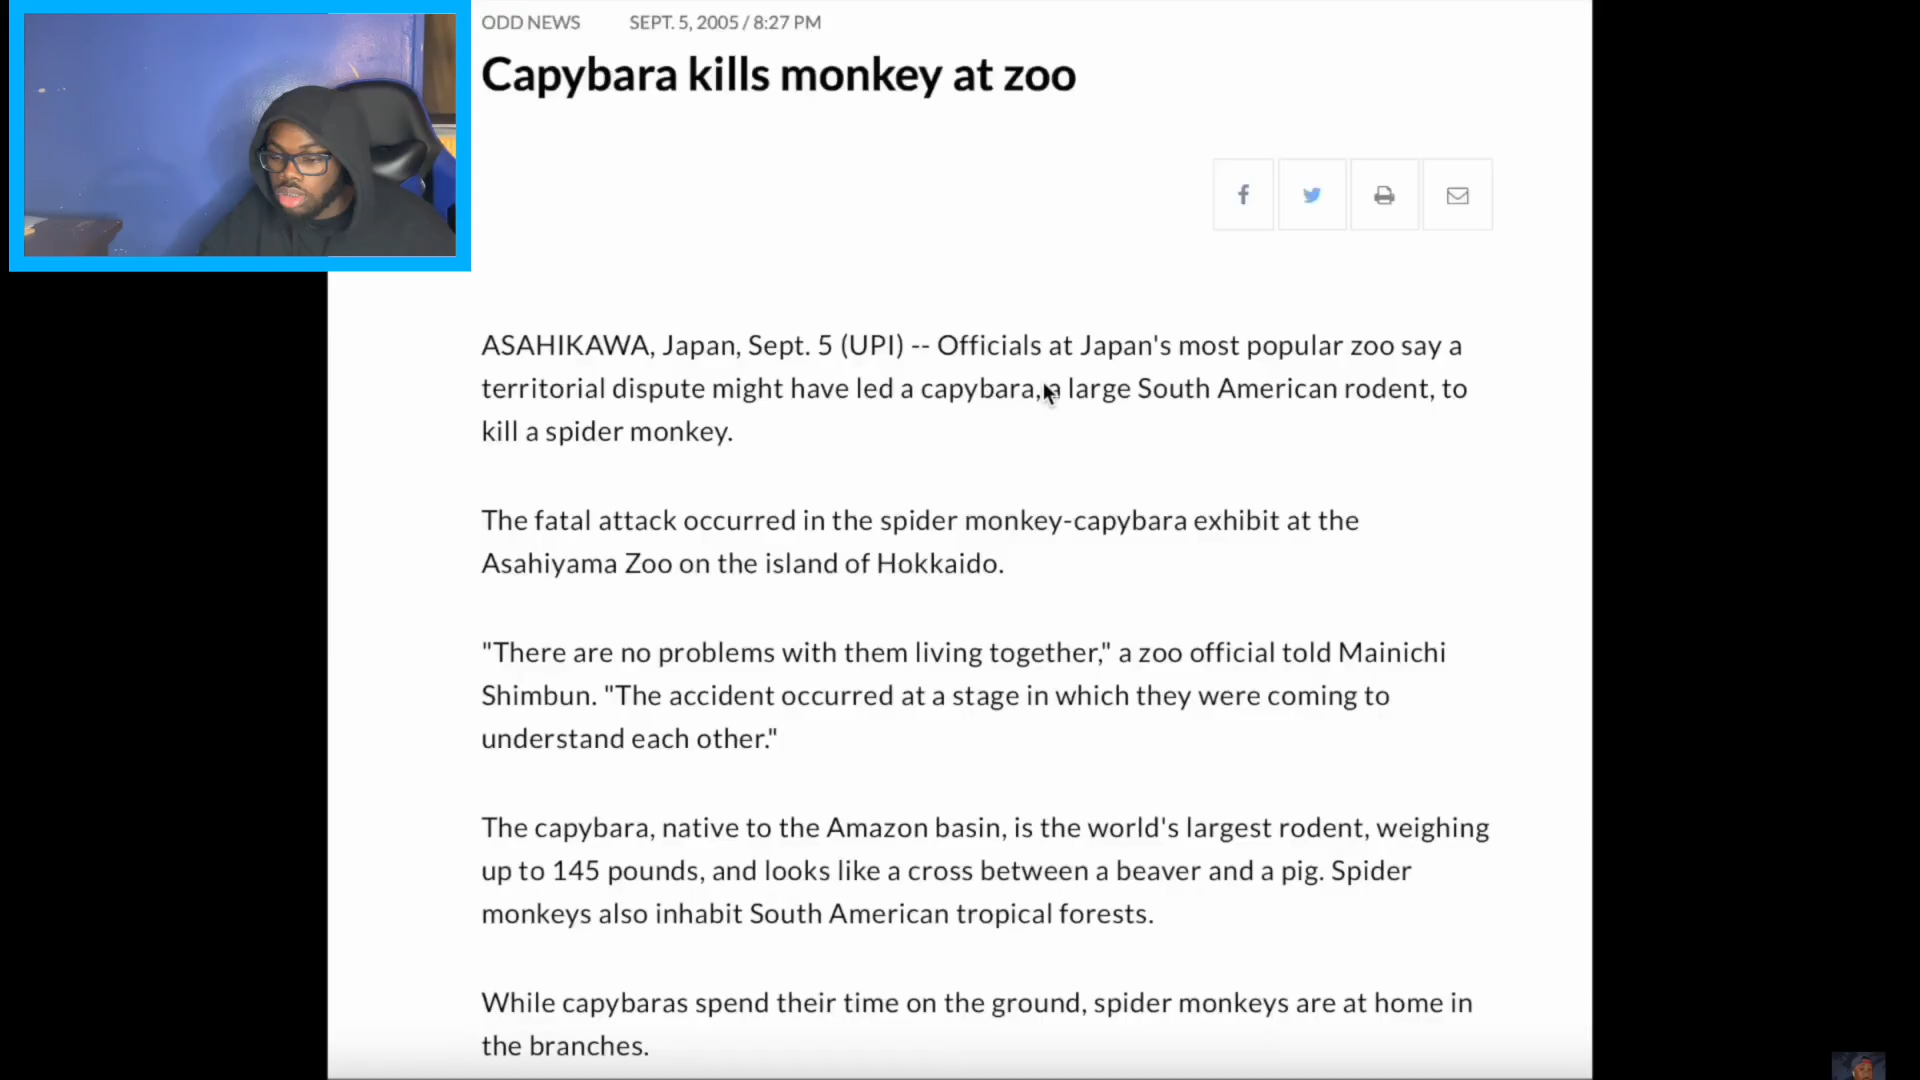 ODD NEWS SEPT. 5, 2005 / 8:27 PM
Capybara kills monkey at zoo
ASAHIKAWA, Japan, Sept. 5 (UPI) -- Officials at Japan's most popular zoo say a
territorial dispute might have led a capybara, a large South American rodent, to
kill a spider monkey.
The fatal attack occurred in the spider monkey-capybara exhibit at the
Asahiyama Zoo on the island of Hokkaido.
"There are no problems with them living together," a zoo official told Mainichi
Shimbun. "The accident occurred at a stage in which they were coming to
understand each other."
The capybara, native to the Amazon basin, is the world's largest rodent, weighing
up to 145 pounds, and looks like a cross between a beaver and a pig. Spider
monkeys also inhabit South American tropical forests.
While capybaras spend their time on the ground, spider monkeys are at home in
the branches.